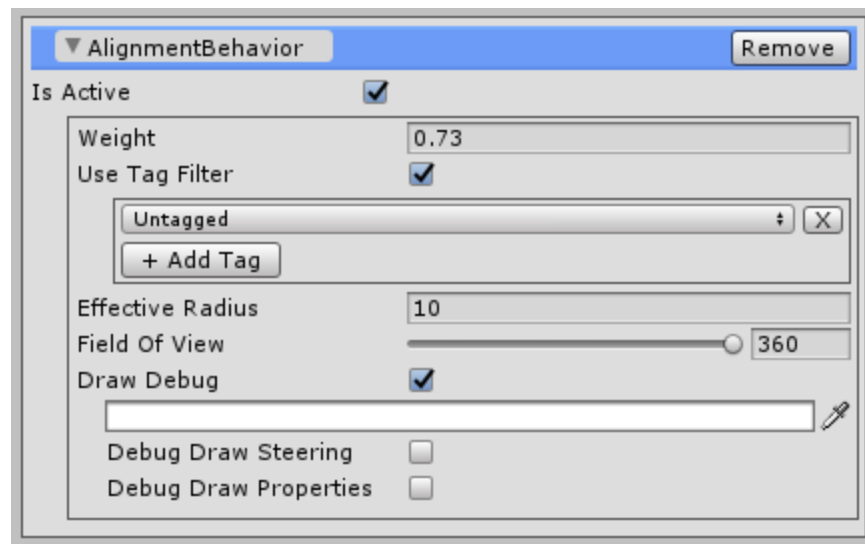 AlignmentBehavior Remove
Is Active
Weight 0.73
Use Tag Filter
Untagged X
+ Add Tag
Effective Radius 10
Field Of View 360
Draw Debug
Debug Draw Steering
Debug Draw Properties